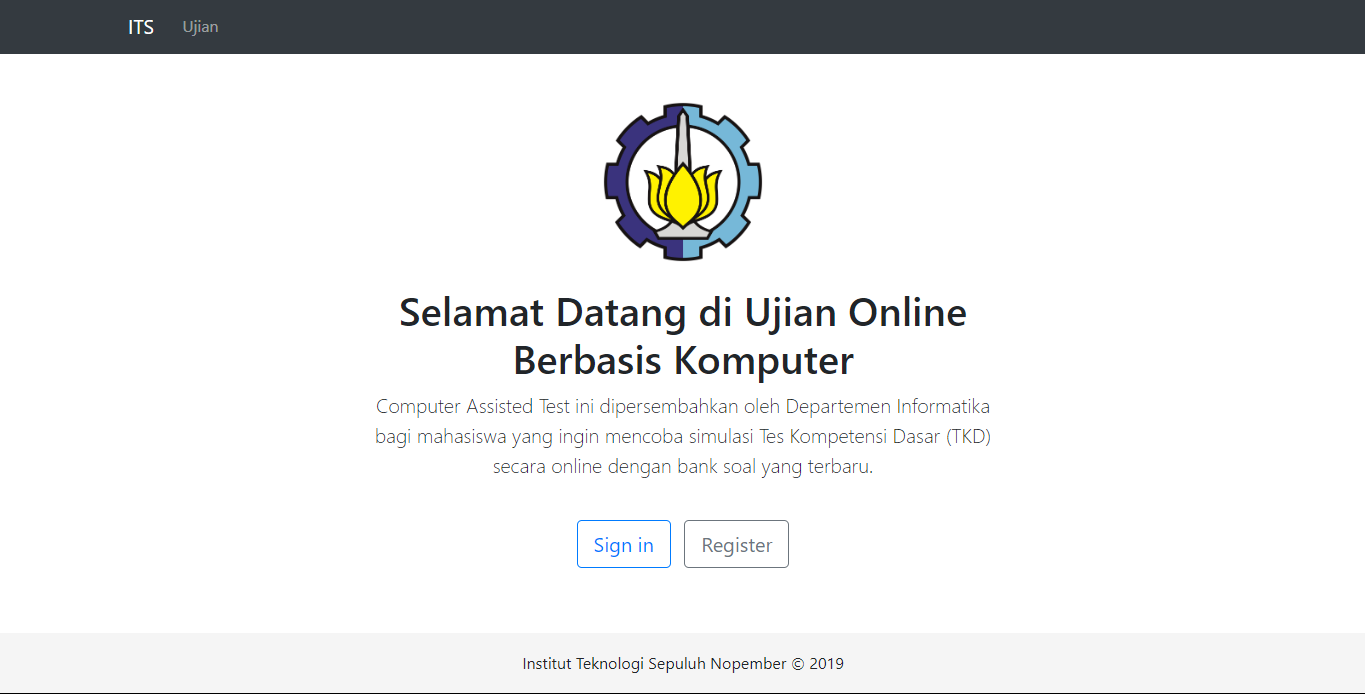 ITS Ujian
Selamat Datang di Ujian Online
Berbasis Komputer
Computer Assisted Test ini dipersembahkan oleh Departemen Informatika
bagi mahasiswa yang ingin mencoba simulasi Tes Kompetensi Dasar (TKD)
secara online dengan bank soal yang terbaru.
Sign in Register
Institut Teknologi Sepuluh Nopember © 2019